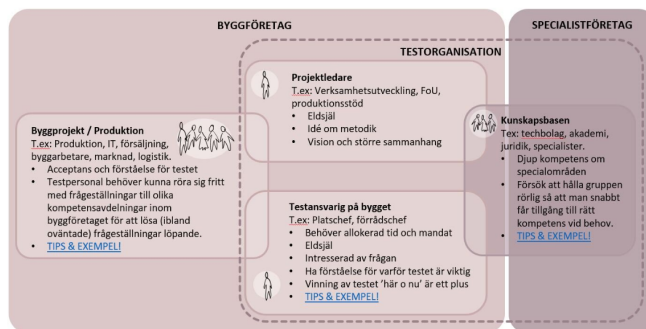 BYGGFÖRETAG
SPECIALISTFÖRETAG
TESTORGANISATION
Projektledare
T.ex: Verksamhetsutveckling, FoU,
produktionsstöd
• Eldsjäl
• Idé om metodik
• Vision och större sammanhang
Byggprojekt / Produktion
T.ex: Produktion, IT, försäljning,
byggarbetare, marknad, logistik.
• Acceptans och förståelse för testet
• Testpersonal behöver kunna röra sig fritt
med frågeställningar till olika
kompetensavdelningar inom
byggföretaget för att lösa (ibland
oväntade) frågeställningar löpande.
• TIPS & EXEMPEL!
Testansvarig på bygget
T.ex: Platschef, förrådschef
• Behöver allokerad tid och mandat
• Eldsjäl
• Intresserad av frågan
• Ha förståelse för varför testet är viktig
• Vinning av testet 'här o nu' är ett plus
• TIPS & EXEMPEL!
Kunskapsbasen
Tex: techbolag, akademi,
juridik, specialister.
• Djup kompetens om
specialområden
• Försök att hålla gruppen
rörlig så att man snabbt
får tillgång till rätt
kompetens vid behov.
• TIPS & EXEMPEL!